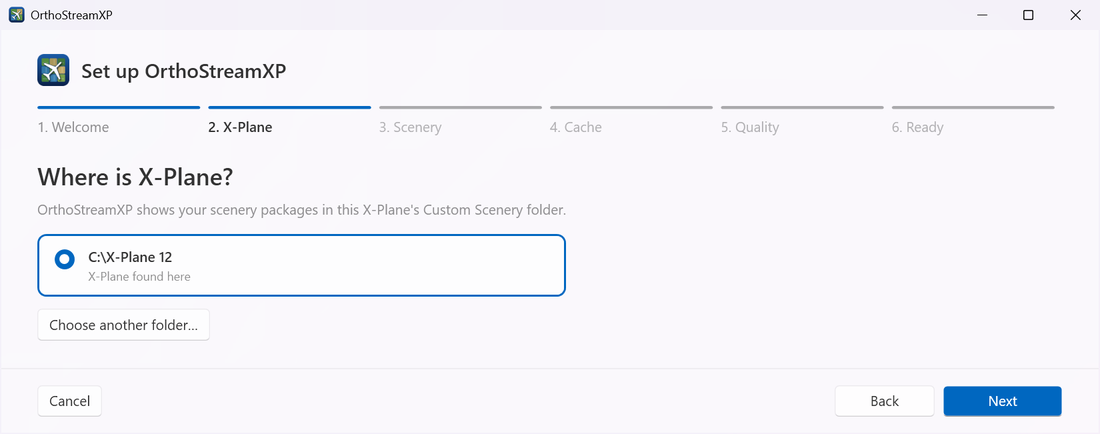 OrthoStreamXP
Set up OrthoStreamXP
1. Welcome
2. X-Plane
3. Scenery
4. Cache
5. Quality
6. Ready
Where is X-Plane?
OrthoStreamXP shows your scenery packages in this X-Plane's Custom Scenery folder.
C:\X-Plane 12
X-Plane found here
Choose another folder...
Cancel
Back
Next